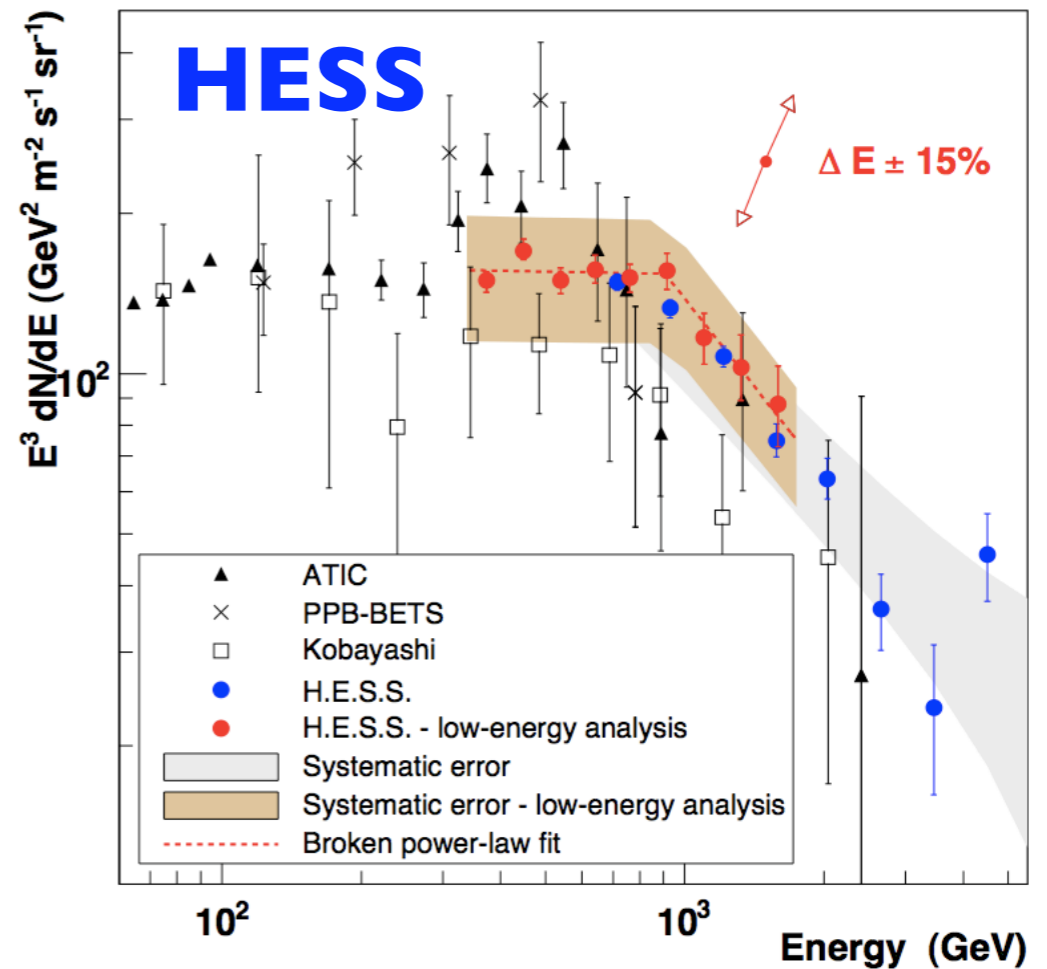 HESS
E³ dN/dE (GeV² m⁻² s⁻¹ sr⁻¹)
Δ E ± 15%
10²
ATIC
PPB-BETS
Kobayashi
H.E.S.S.
H.E.S.S. - low-energy analysis
Systematic error
Systematic error - low-energy analysis
Broken power-law fit
10²
10³
Energy (GeV)